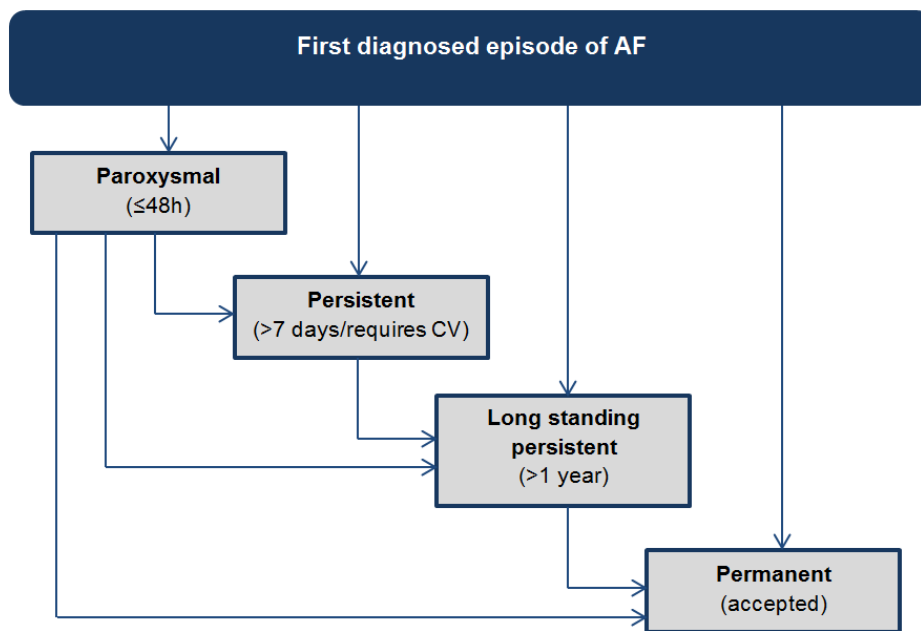 First diagnosed episode of AF
Paroxysmal
(≤48h)
Persistent
(>7 days/requires CV)
Long standing
persistent
(>1 year)
Permanent
(accepted)